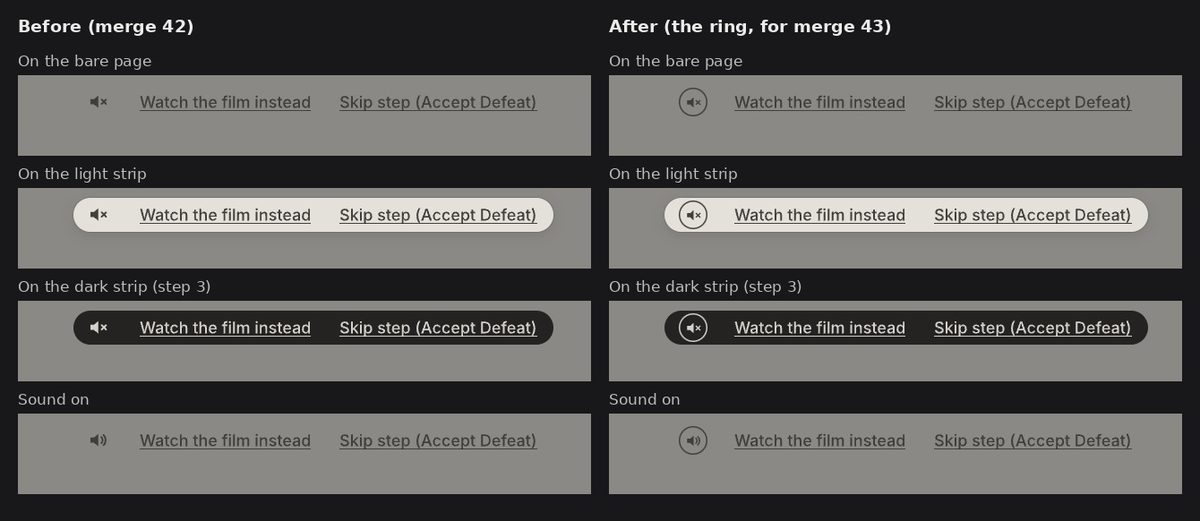 Before (merge 42)
On the bare page
Watch the film instead Skip step (Accept Defeat)
On the light strip
Watch the film instead Skip step (Accept Defeat)
On the dark strip (step 3)
Watch the film instead Skip step (Accept Defeat)
Sound on
Watch the film instead Skip step (Accept Defeat)
After (the ring, for merge 43)
On the bare page
Watch the film instead Skip step (Accept Defeat)
On the light strip
Watch the film instead Skip step (Accept Defeat)
On the dark strip (step 3)
Watch the film instead Skip step (Accept Defeat)
Sound on
Watch the film instead Skip step (Accept Defeat)